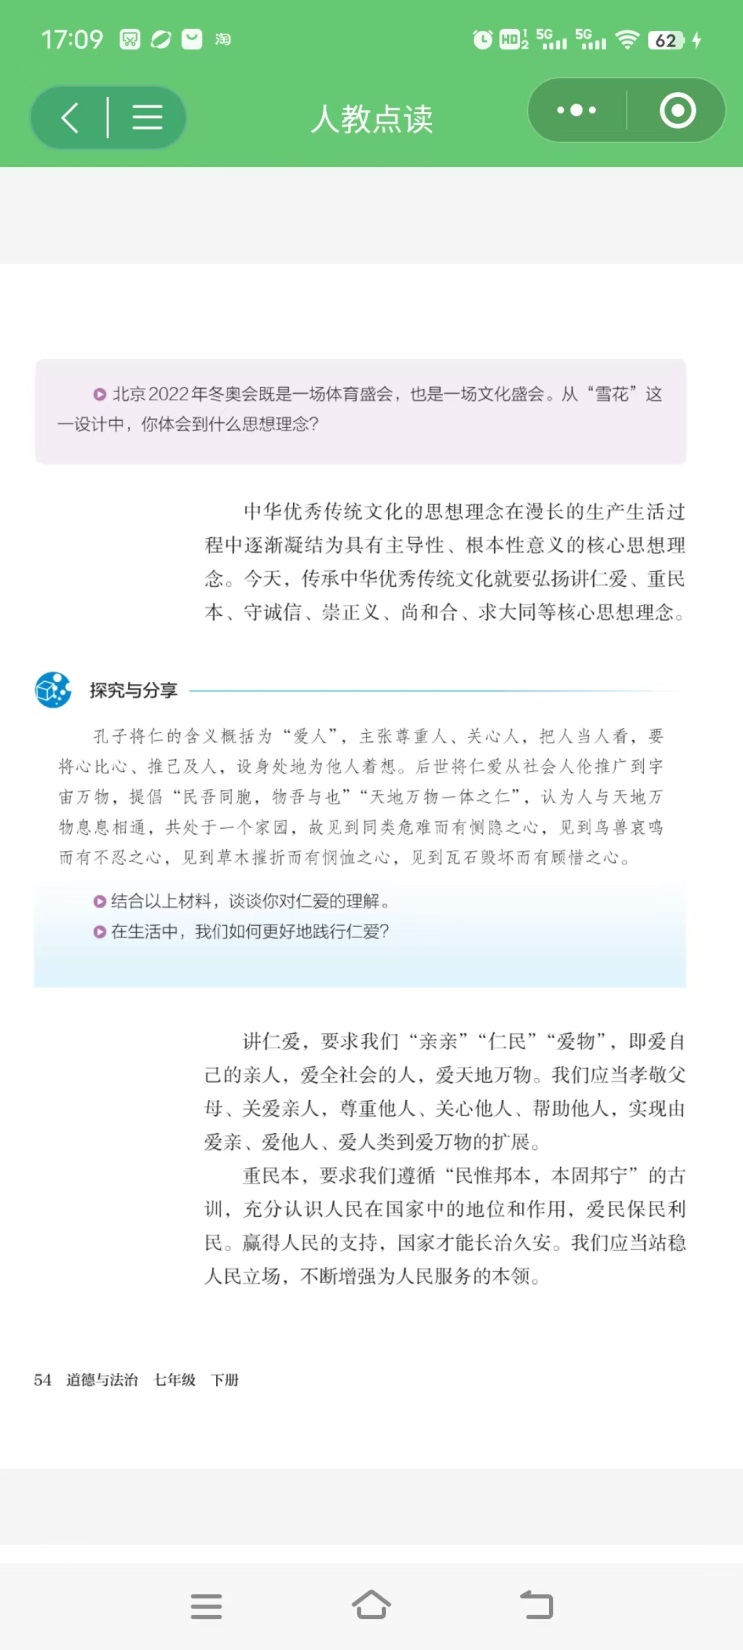 17:09 淘 HD 1 2 5G 5G 62
人教点读
北京2022年冬奥会既是一场体育盛会，也是一场文化盛会。从“雪花”这
一设计中，你体会到什么思想理念？
中华优秀传统文化的思想理念在漫长的生产生活过
程中逐渐凝结为具有主导性、根本性意义的核心思想理
念。今天，传承中华优秀传统文化就要弘扬讲仁爱、重民
本、守诚信、崇正义、尚和合、求大同等核心思想理念。
探究与分享
孔子将仁的含义概括为“爱人”，主张尊重人、关心人，把人当人看，要
将心比心、推己及人，设身处地为他人着想。后世将仁爱从社会人伦推广到宇
宙万物，提倡“民吾同胞，物吾与也”“天地万物一体之仁”，认为人与天地万
物息息相通，共处于一个家园，故见到同类危难而有恻隐之心，见到鸟兽哀鸣
而有不忍之心，见到草木摧折而有悯恤之心，见到瓦石毁坏而有顾惜之心。
结合以上材料，谈谈你对仁爱的理解。
在生活中，我们如何更好地践行仁爱？
讲仁爱，要求我们“亲亲”“仁民”“爱物”，即爱自
己的亲人，爱全社会的人，爱天地万物。我们应当孝敬父
母、关爱亲人，尊重他人、关心他人、帮助他人，实现由
爱亲、爱他人、爱人类到爱万物的扩展。
重民本，要求我们遵循“民惟邦本，本固邦宁”的古
训，充分认识人民在国家中的地位和作用，爱民保民利
民。赢得人民的支持，国家才能长治久安。我们应当站稳
人民立场，不断增强为人民服务的本领。
54 道德与法治 七年级 下册